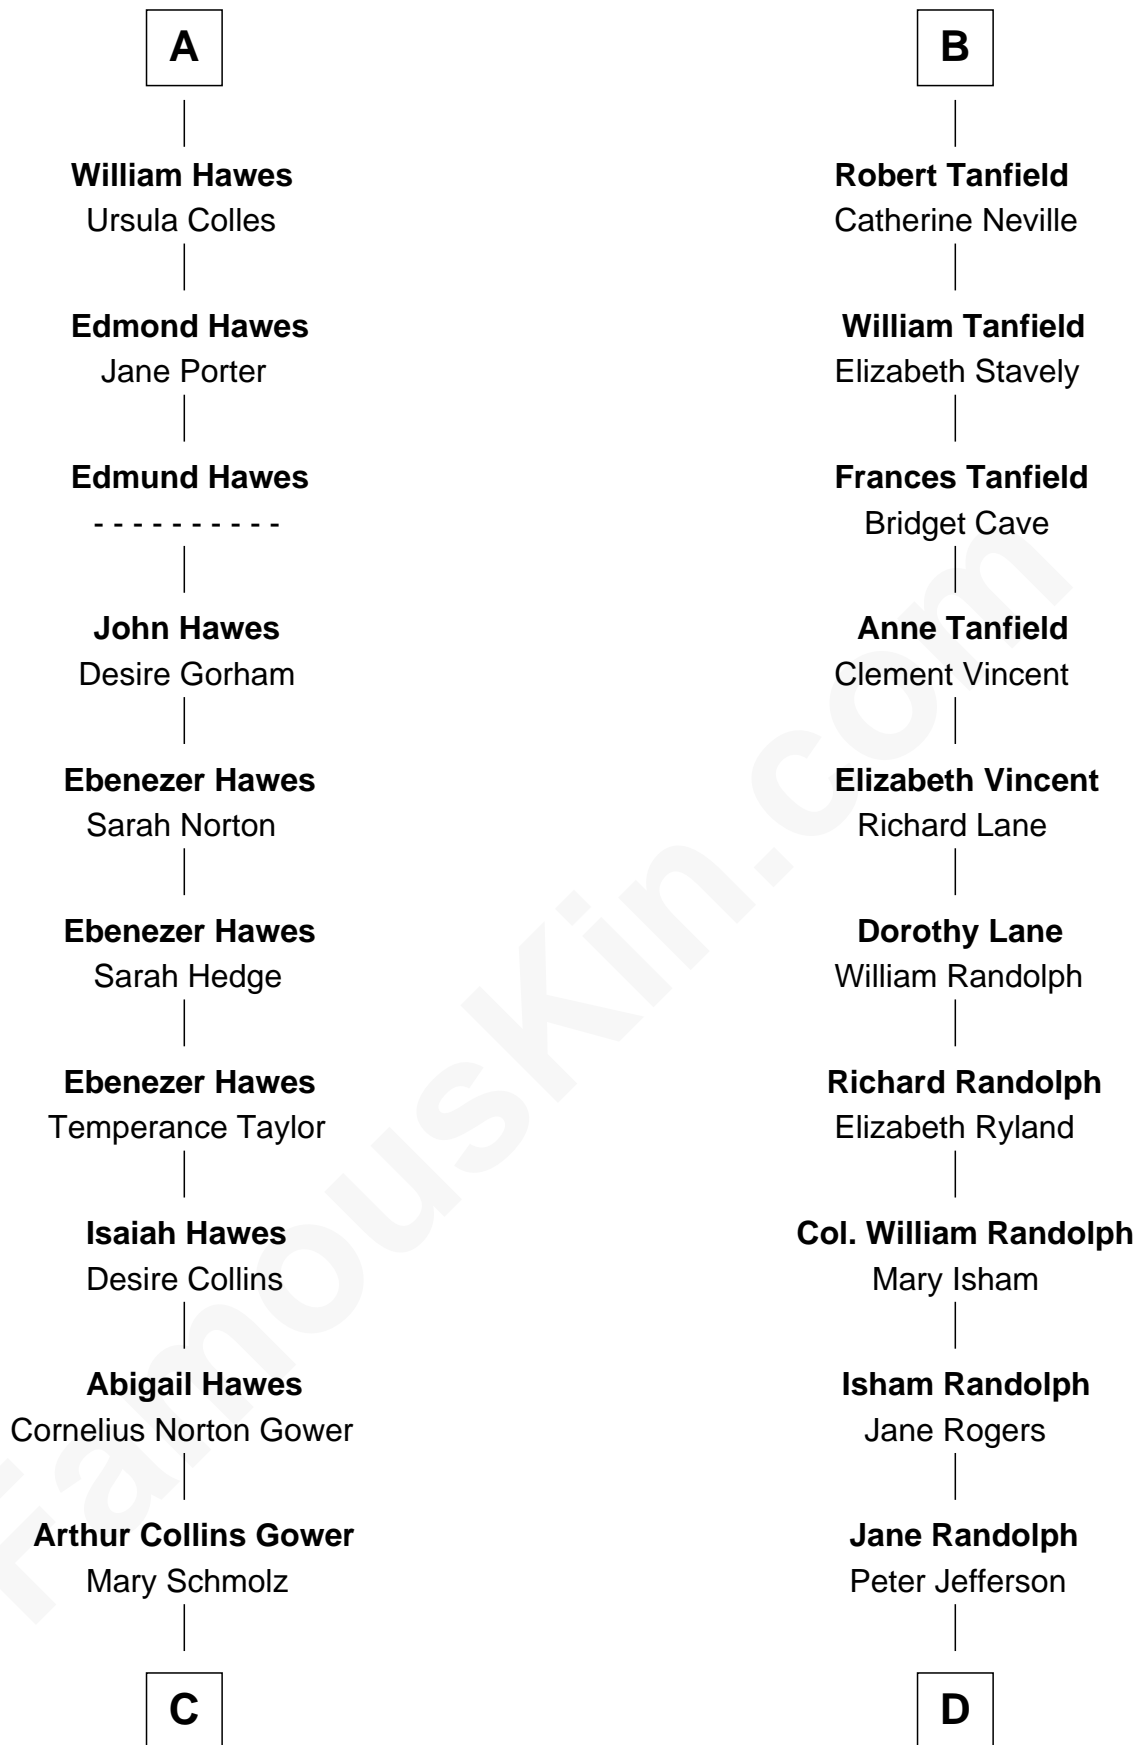 A
William Hawes
Ursula Colles
Edmond Hawes
Jane Porter
Edmund Hawes
- - - - - - - - - -
John Hawes
Desire Gorham
Ebenezer Hawes
Sarah Norton
Ebenezer Hawes
Sarah Hedge
Ebenezer Hawes
Temperance Taylor
Isaiah Hawes
Desire Collins
Abigail Hawes
Cornelius Norton Gower
Arthur Collins Gower
Mary Schmolz
C
B
Robert Tanfield
Catherine Neville
William Tanfield
Elizabeth Stavely
Frances Tanfield
Bridget Cave
Anne Tanfield
Clement Vincent
Elizabeth Vincent
Richard Lane
Dorothy Lane
William Randolph
Richard Randolph
Elizabeth Ryland
Col. William Randolph
Mary Isham
Isham Randolph
Jane Rogers
Jane Randolph
Peter Jefferson
D
FamousKin.com